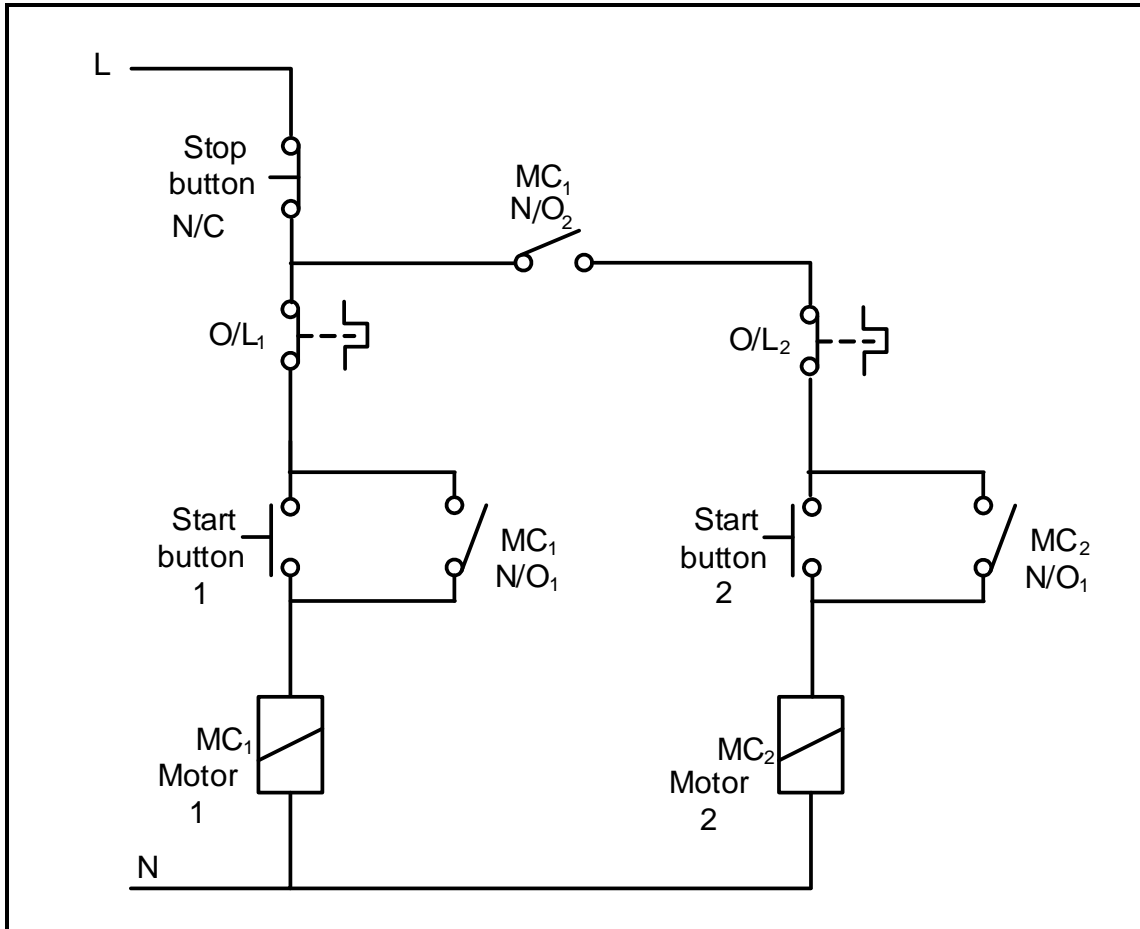 L
Stop
button
N/C
MC₁
N/O₂
O/L₁
O/L₂
Start
button
1
MC₁
N/O₁
Start
button
2
MC₂
N/O₁
MC₁
Motor
1
MC₂
Motor
2
N